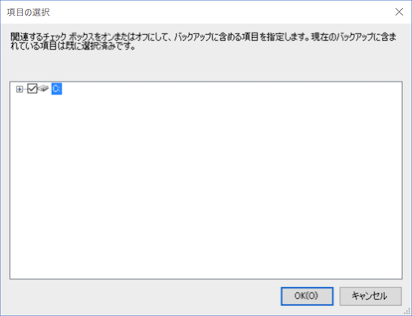 項目の選択
関連するチェック ボックスをオンまたはオフにして、バックアップに含める項目を指定します。現在のバックアップに含ま
れている項目は既に選択済みです。
C:
OK(O)
キャンセル